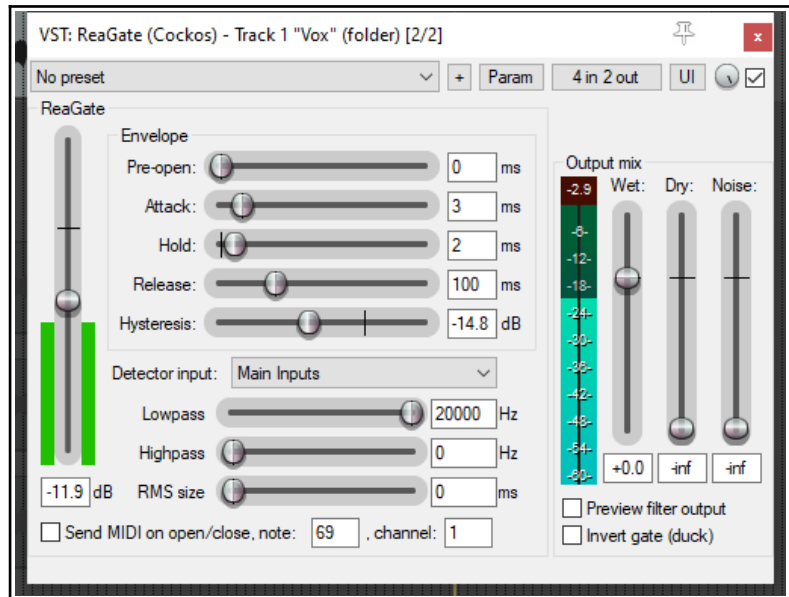 VST: ReaGate (Cockos) - Track 1 "Vox" (folder) [2/2]
x
No preset
+
Param
4 in 2 out
UI
ReaGate
Envelope
Pre-open: 0 ms
Attack: 3 ms
Hold: 2 ms
Release: 100 ms
Hysteresis: -14.8 dB
Detector input: Main Inputs
Lowpass 20000 Hz
Highpass 0 Hz
-11.9 dB
RMS size 0 ms
Send MIDI on open/close, note: 69 , channel: 1
Output mix
Wet: Dry: Noise:
-2.9
-6-
-12-
-18-
-24-
-30-
-36-
-42-
-48-
-54-
-60-
+0.0 -inf -inf
Preview filter output
Invert gate (duck)